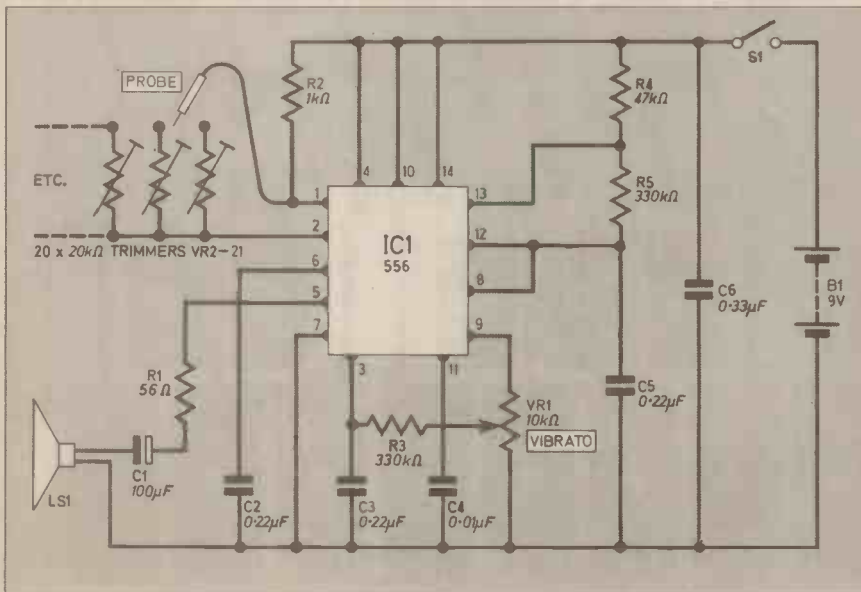 PROBE
R2
1kΩ
S1
R4
47kΩ
4
10
14
ETC.
1
13
R5
330kΩ
2
IC1
556
12
20 x 20kΩ TRIMMERS VR2-21
6
5
8
7
9
C6
0·33µF
B1
9V
3
11
R1
56Ω
VR1
10kΩ
VIBRATO
R3
330kΩ
C5
0·22µF
LS1
C1
100µF
C2
0·22µF
C3
0·22µF
C4
0·01µF